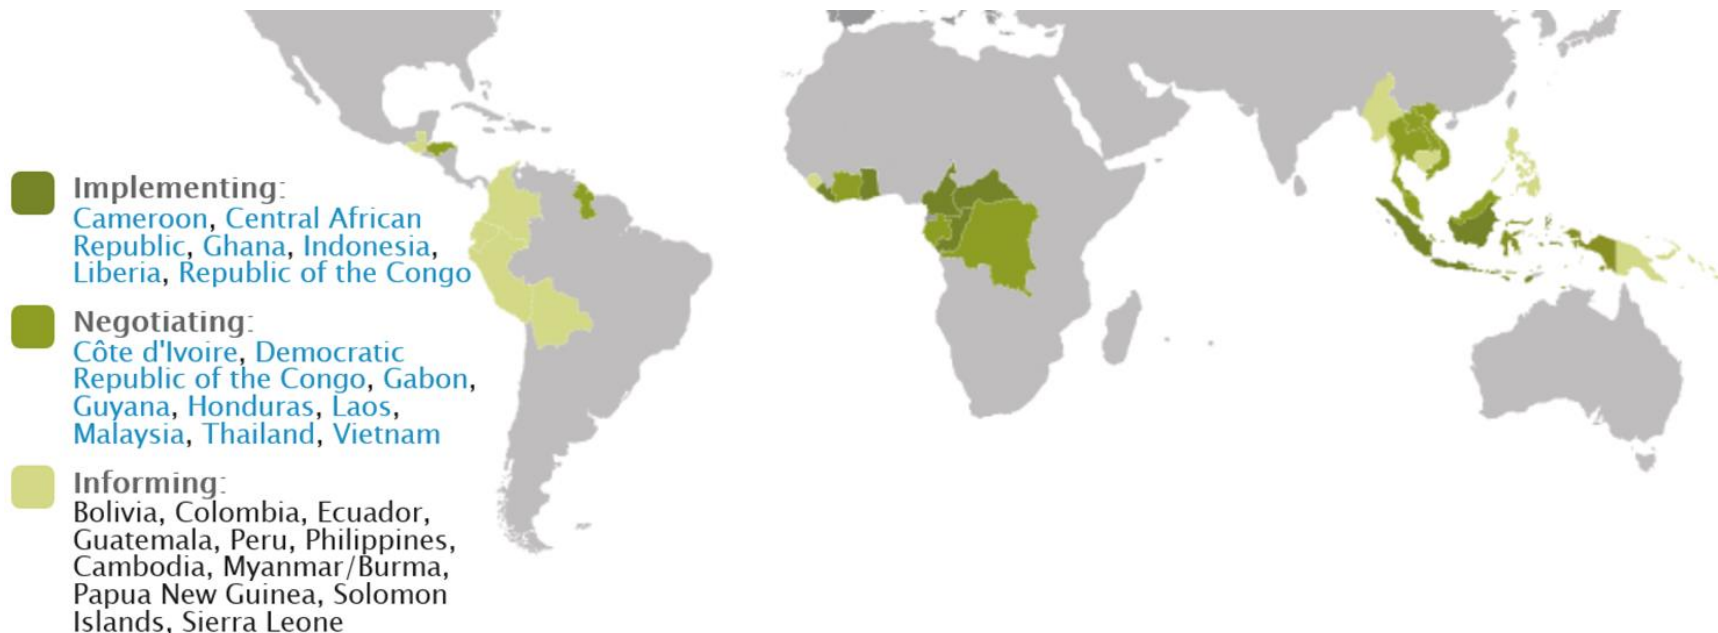 Implementing:
Cameroon, Central African
Republic, Ghana, Indonesia,
Liberia, Republic of the Congo
Negotiating:
Côte d'Ivoire, Democratic
Republic of the Congo, Gabon,
Guyana, Honduras, Laos,
Malaysia, Thailand, Vietnam
Informing:
Bolivia, Colombia, Ecuador,
Guatemala, Peru, Philippines,
Cambodia, Myanmar/Burma,
Papua New Guinea, Solomon
Islands, Sierra Leone